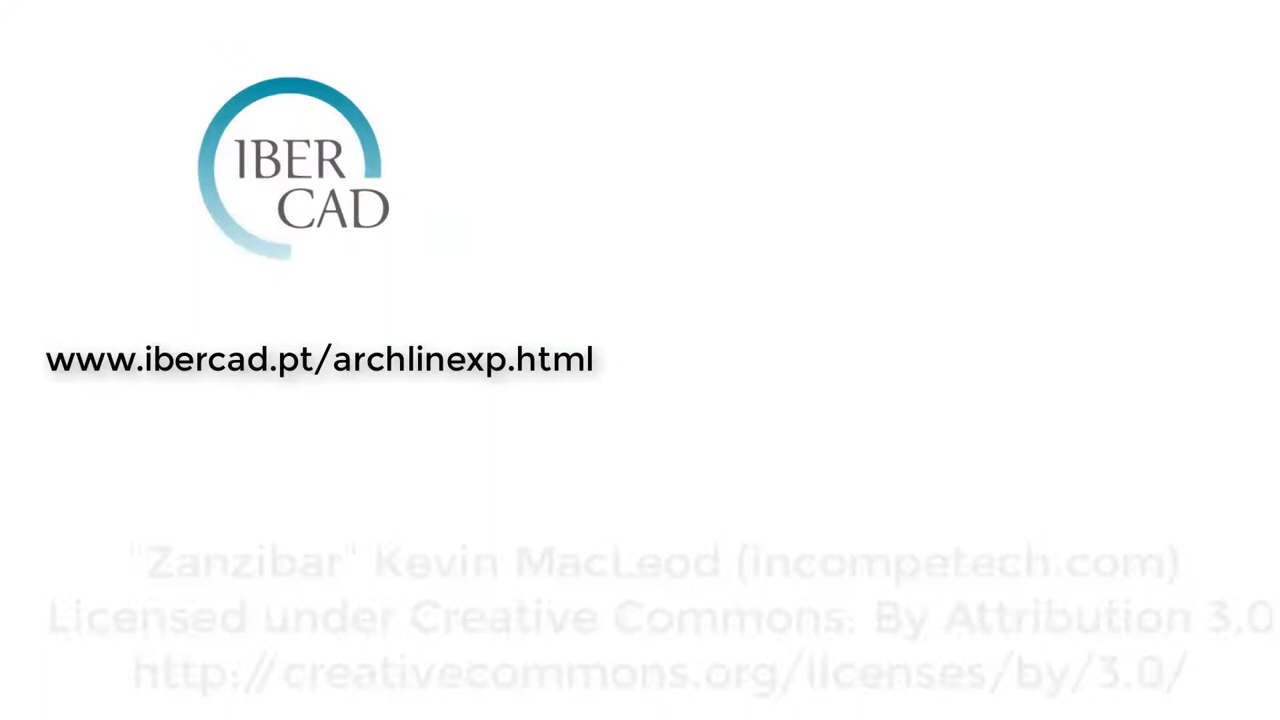 IBER
CAD
www.ibercad.pt/archlinexp.html
"Zanzibar" Kevin MacLeod (incompetech.com)
Licensed under Creative Commons: By Attribution 3.0
http://creativecommons.org/licenses/by/3.0/